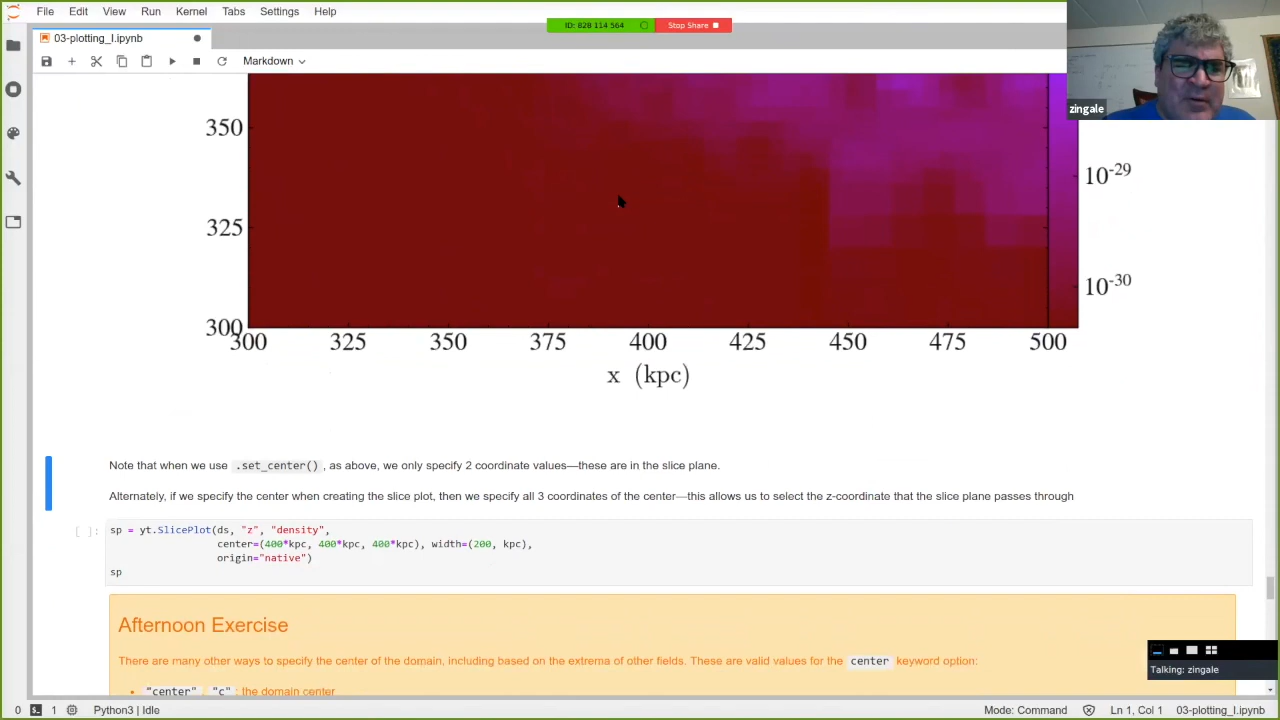 File Edit View Run Kernel Tabs Settings Help
ID: 828 114 564 Stop Share
03-plotting_I.ipynb
Markdown
zingale
350
325
300
300 325 350 375 400 425 450 475 500
x (kpc)
10-29
10-30
Note that when we use .set_center() , as above, we only specify 2 coordinate values—these are in the slice plane.
Alternately, if we specify the center when creating the slice plot, then we specify all 3 coordinates of the center—this allows us to select the z-coordinate that the slice plane passes through
[ ]: sp = yt.SlicePlot(ds, "z", "density",
center=(400*kpc, 400*kpc, 400*kpc), width=(200, kpc),
origin="native")
sp
Afternoon Exercise
There are many other ways to specify the center of the domain, including based on the extrema of other fields. These are valid values for the center keyword option:
• "center" , "c" : the domain center
Talking: zingale
0 1 Python3 | Idle Mode: Command Ln 1, Col 1 03-plotting_I.ipynb